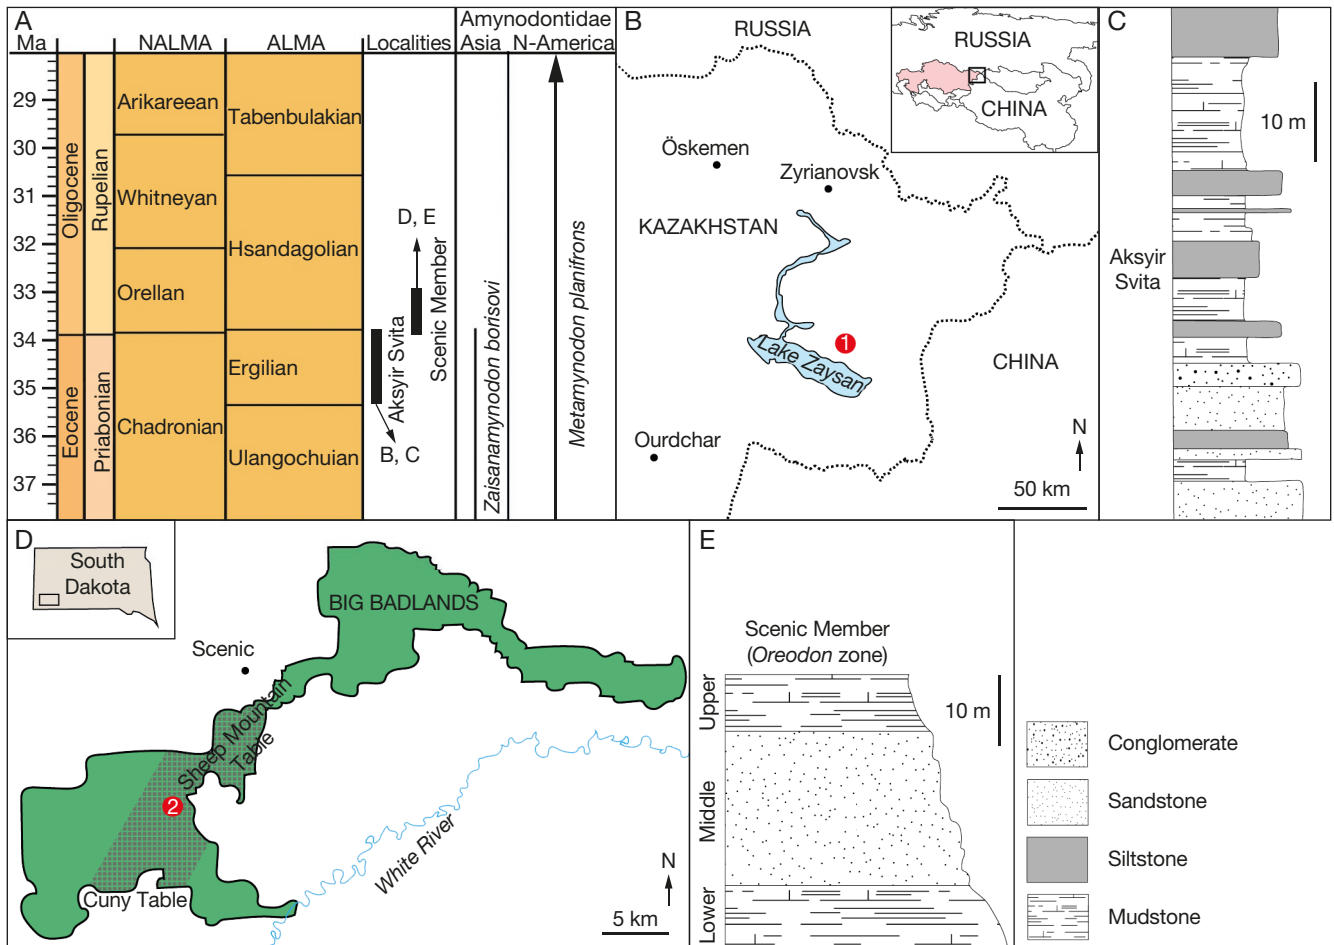 A
Amynodontidae
Ma
NALMA
ALMA
Localities
Asia
N-America
29
30
31
32
33
34
35
36
37
Oligocene
Eocene
Rupelian
Priabonian
Arikareean
Whitneyan
Orellan
Chadronian
Tabenbulakian
Hsandagolian
Ergilian
Ulangochuian
D, E
Scenic Member
Aksyir Svita
B, C
Zaisanamynodon borisovi
Metamynodon planifrons
B
RUSSIA
RUSSIA
CHINA
Öskemen
Zyrianovsk
KAZAKHSTAN
1
Lake Zaysan
CHINA
Ourdchar
N
50 km
C
10 m
Aksyir
Svita
D
South
Dakota
BIG BADLANDS
Scenic
Sheep Mountain
Table
2
White River
Cuny Table
N
5 km
E
Scenic Member
(Oreodon zone)
Upper
Middle
Lower
10 m
Conglomerate
Sandstone
Siltstone
Mudstone